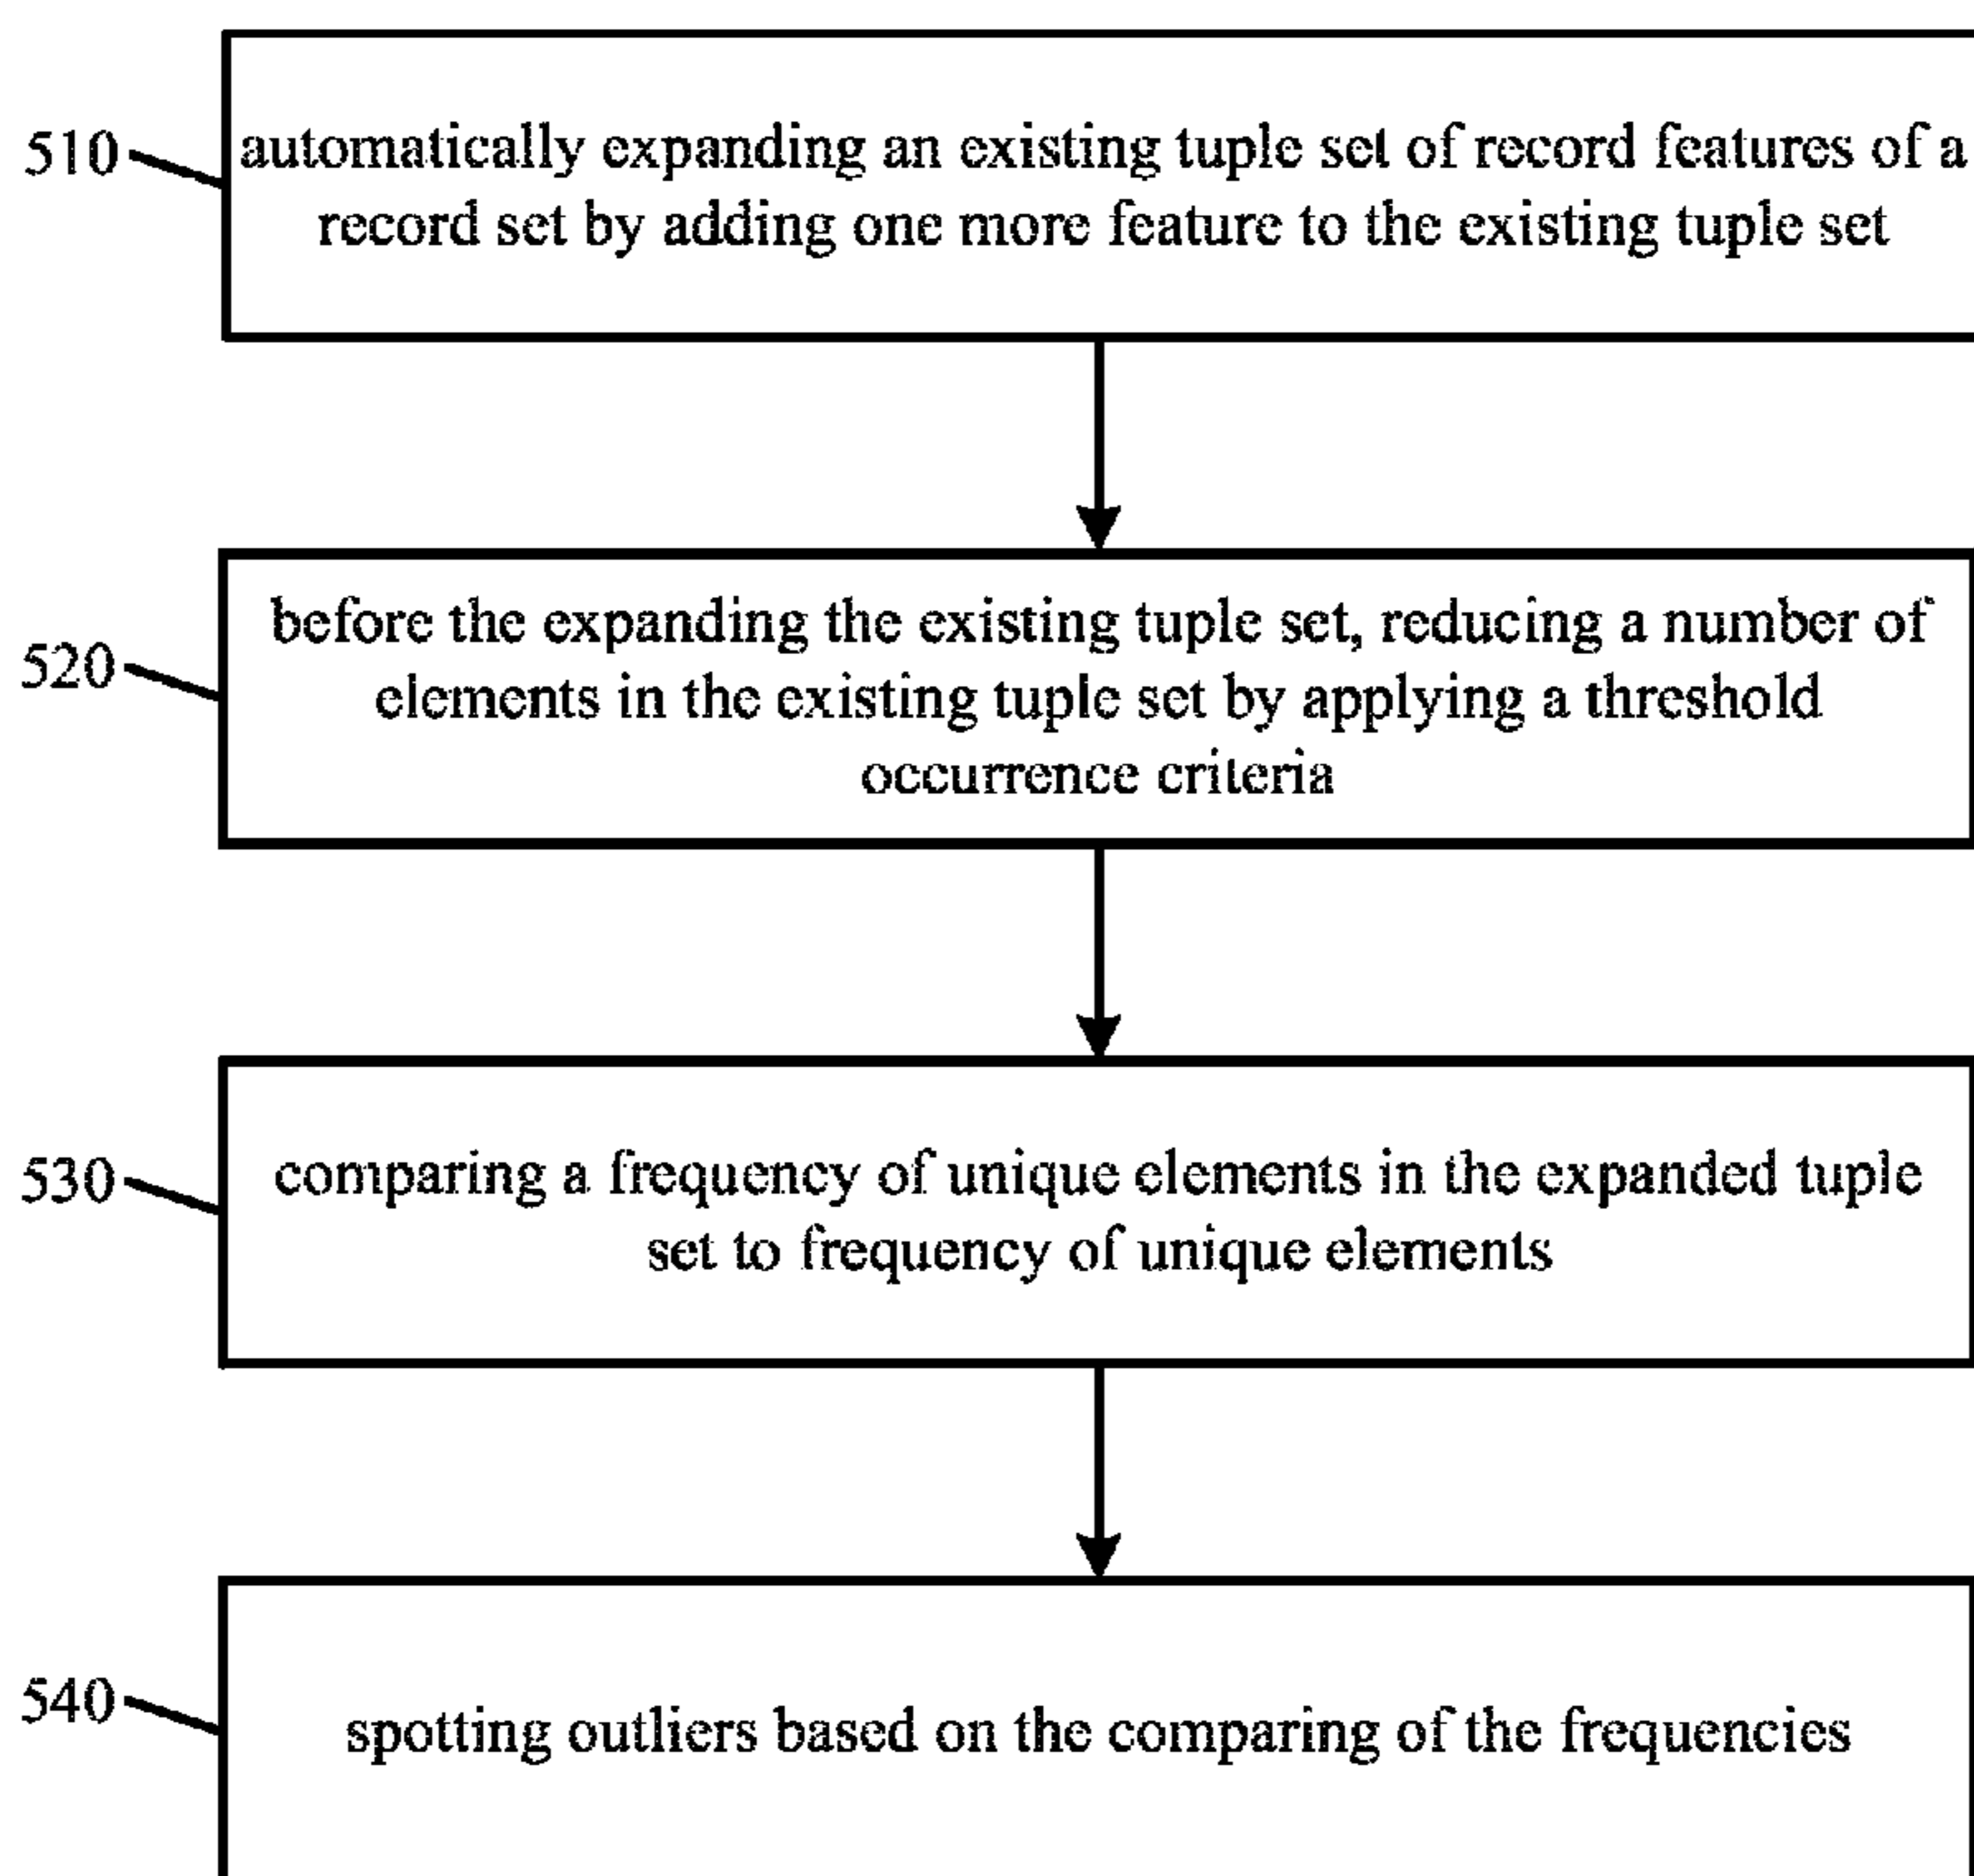 510
automatically expanding an existing tuple set of record features of a
record set by adding one more feature to the existing tuple set
520
before the expanding the existing tuple set, reducing a number of
elements in the existing tuple set by applying a threshold
occurrence criteria
530
comparing a frequency of unique elements in the expanded tuple
set to frequency of unique elements
540
spotting outliers based on the comparing of the frequencies